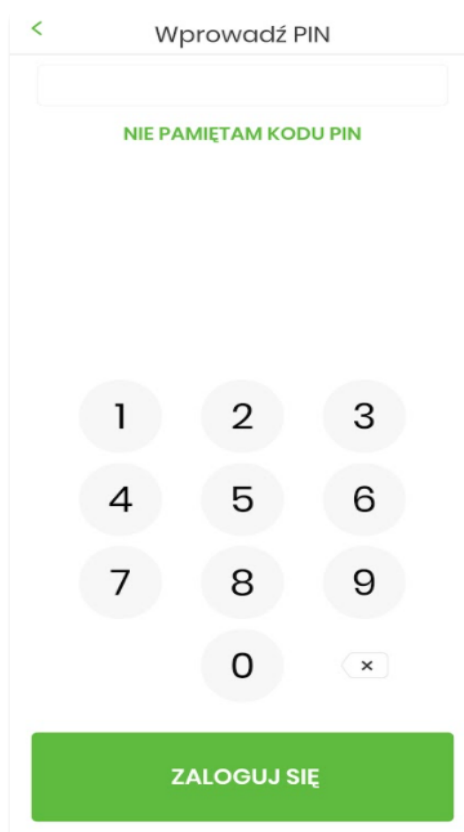 Wprowadź PIN
NIE PAMIĘTAM KODU PIN
1 2 3
4 5 6
7 8 9
0
ZALOGUJ SIĘ